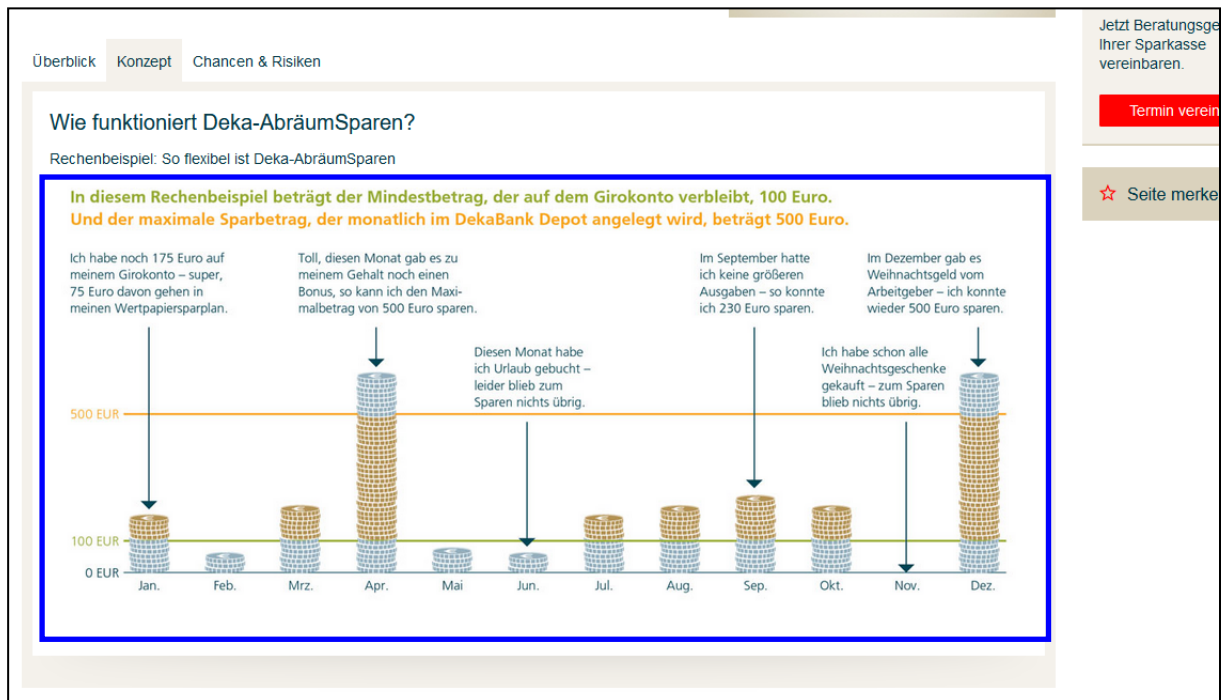 Jetzt Beratungsge
Ihrer Sparkasse
vereinbaren.
Termin verein
Seite merke
Überblick Konzept Chancen & Risiken
Wie funktioniert Deka-AbräumSparen?
Rechenbeispiel: So flexibel ist Deka-AbräumSparen
In diesem Rechenbeispiel beträgt der Mindestbetrag, der auf dem Girokonto verbleibt, 100 Euro.
Und der maximale Sparbetrag, der monatlich im DekaBank Depot angelegt wird, beträgt 500 Euro.
Ich habe noch 175 Euro auf
meinem Girokonto – super,
75 Euro davon gehen in
meinen Wertpapiersparplan.
Toll, diesen Monat gab es zu
meinem Gehalt noch einen
Bonus, so kann ich den Maxi-
malbetrag von 500 Euro sparen.
Diesen Monat habe
ich Urlaub gebucht –
leider blieb zum
Sparen nichts übrig.
Im September hatte
ich keine größeren
Ausgaben – so konnte
ich 230 Euro sparen.
Ich habe schon alle
Weihnachtsgeschenke
gekauft – zum Sparen
blieb nichts übrig.
Im Dezember gab es
Weihnachtsgeld vom
Arbeitgeber – ich konnte
wieder 500 Euro sparen.
500 EUR
100 EUR
0 EUR
Jan. Feb. Mrz. Apr. Mai Jun. Jul. Aug. Sep. Okt. Nov. Dez.